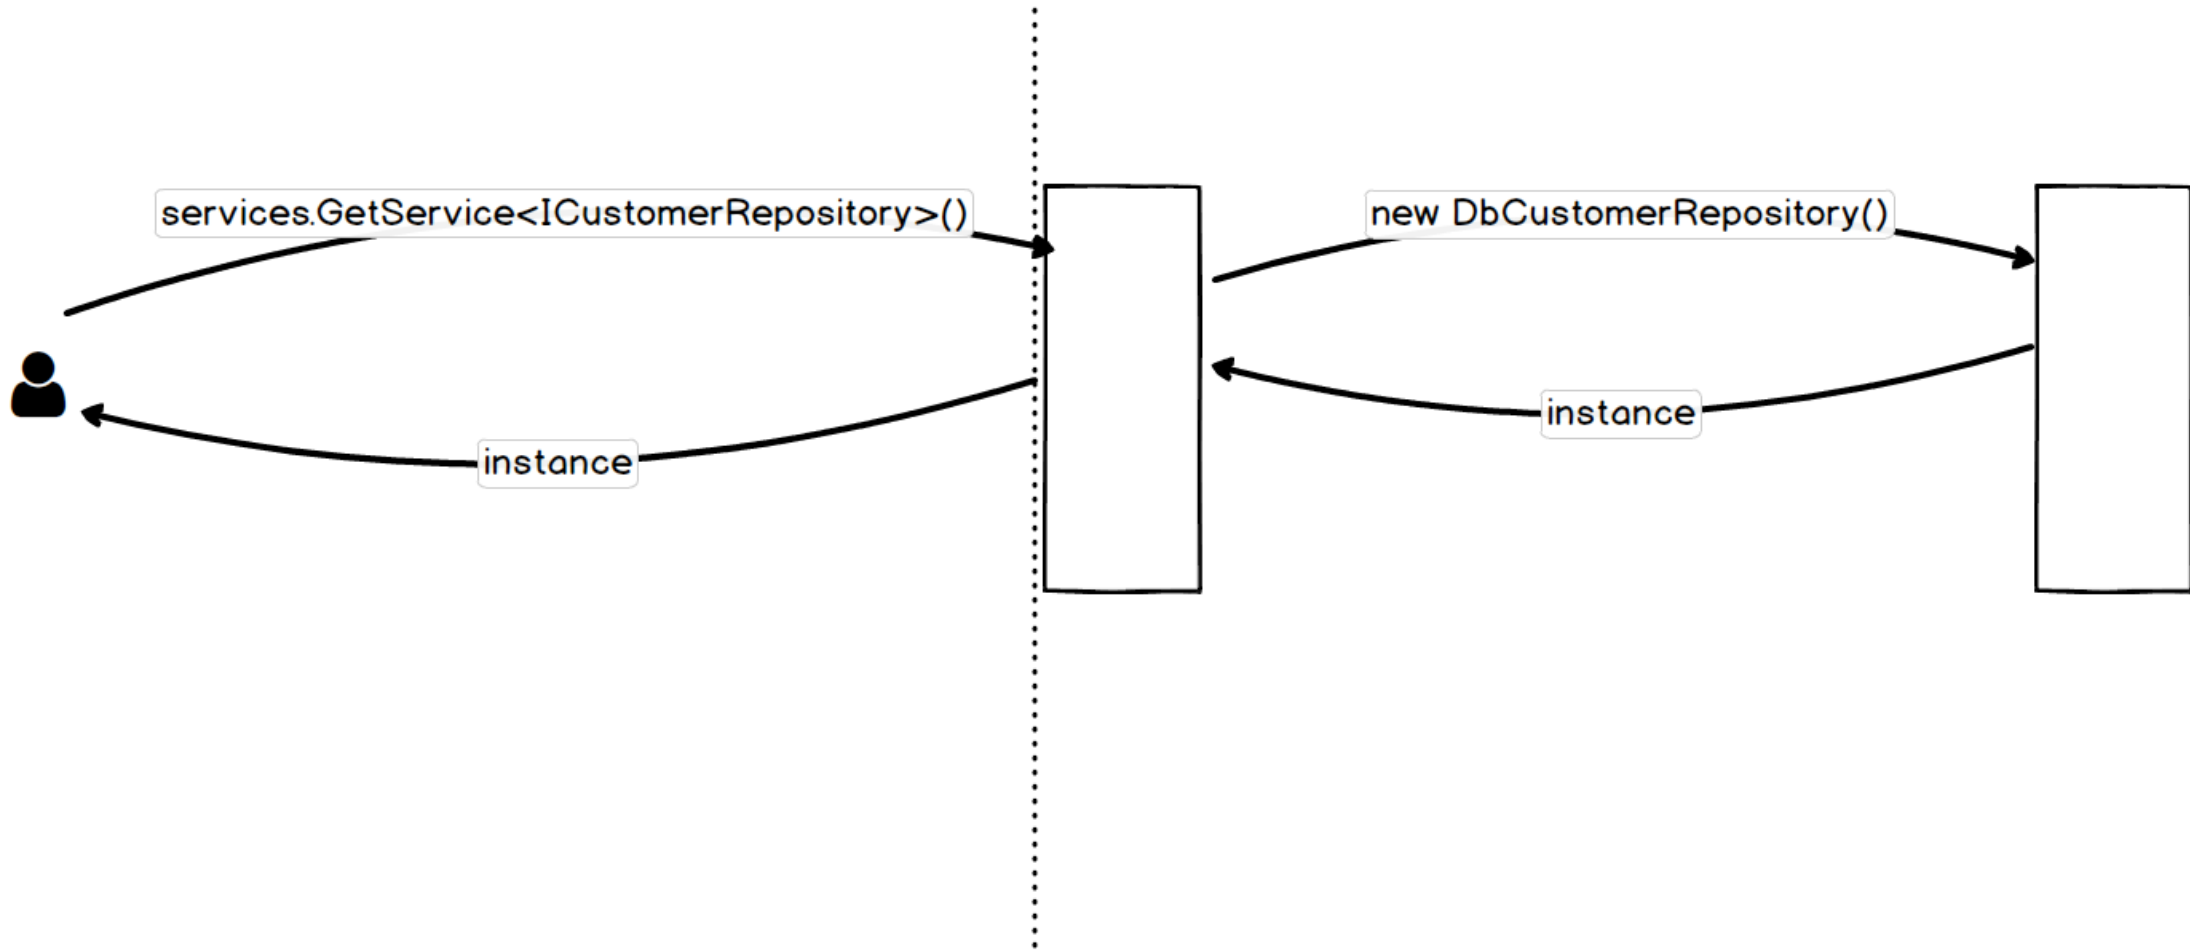 services.GetService<ICustomerRepository>()
new DbCustomerRepository()
instance
instance